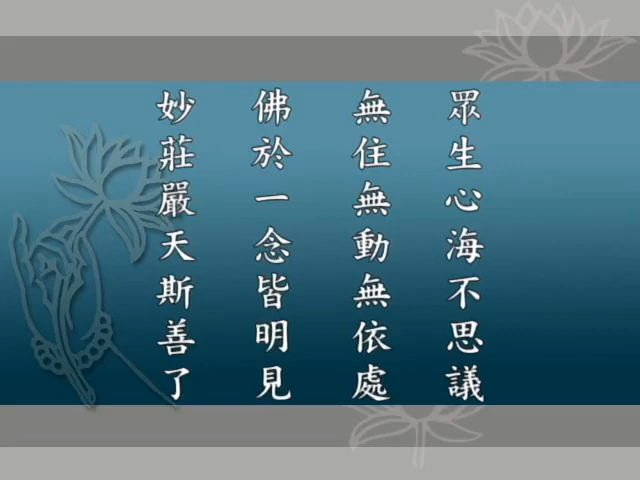 眾生心海不思議
無住無動無依處
佛於一念皆明見
妙莊嚴天斯善了